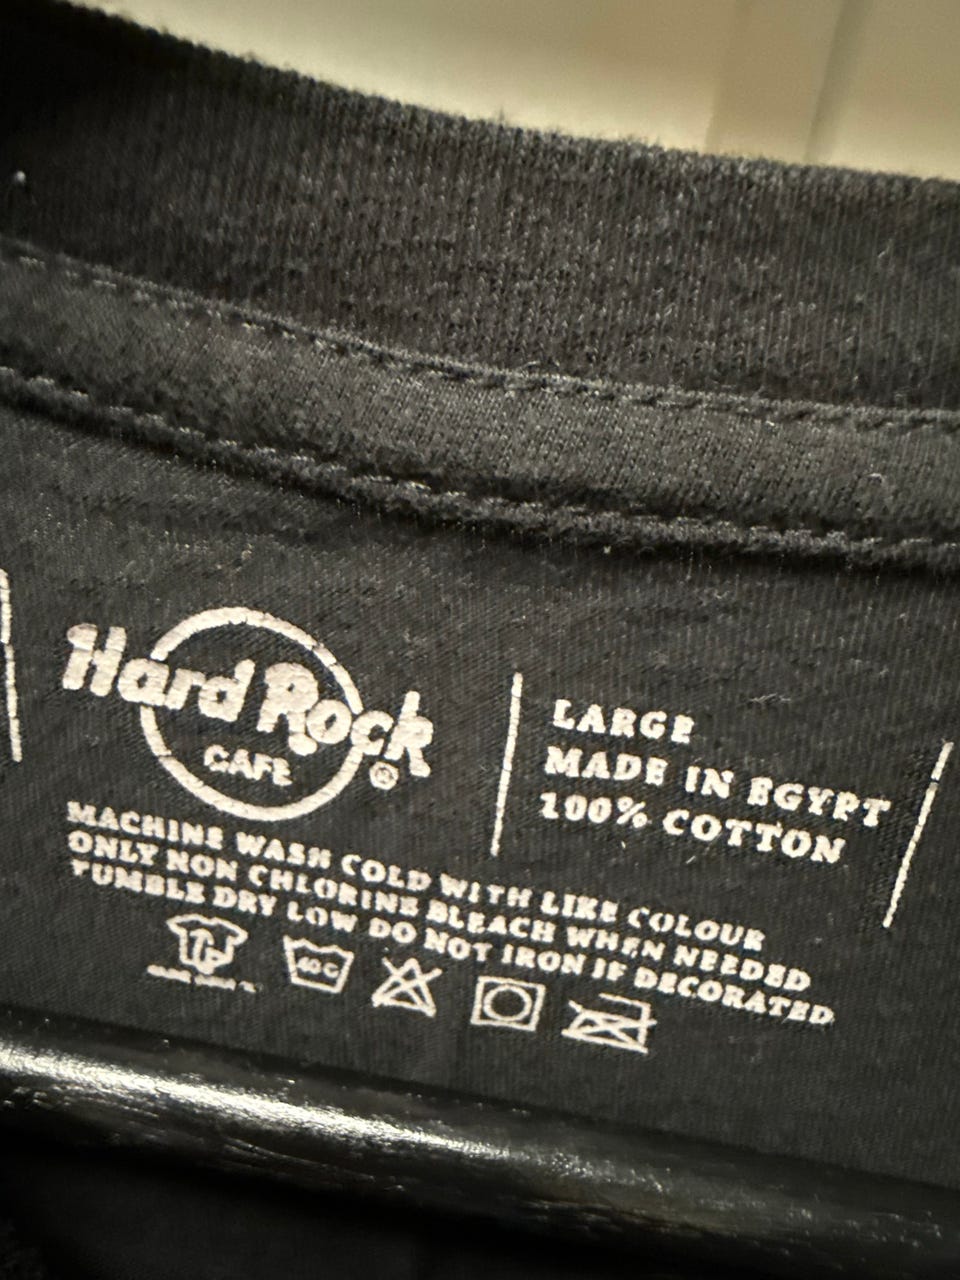 Hard Rock
CAFE
®
LARGE
MADE IN EGYPT
100% COTTON
MACHINE WASH COLD WITH LIKE COLOUR
ONLY NON CHLORINE BLEACH WHEN NEEDED
TUMBLE DRY LOW DO NOT IRON IF DECORATED
40C